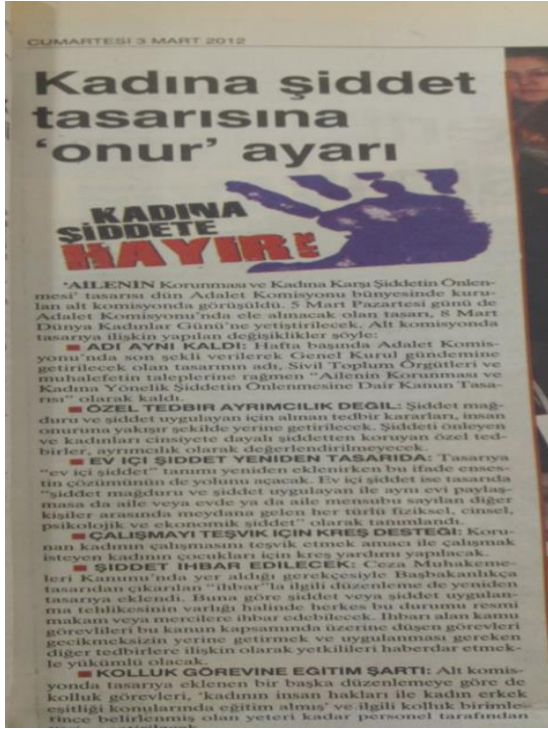 CUMARTESİ 3 MART 2012
Kadına şiddet
tasarısına
‘onur’ ayarı
KADINA
ŞİDDETE
HAYIR
‘AİLENİN Korunması ve Kadına Karşı Şiddetin Önlen-
mesi’ tasarısı dün Adalet Komisyonu bünyesinde kuru-
lan alt komisyonda görüşüldü. 5 Mart Pazartesi günü de
Adalet Komisyonu’nda ele alınacak olan tasarı, 8 Mart
Dünya Kadınlar Günü’ne yetiştirilecek. Alt komisyonda
tasarıya ilişkin yapılan değişiklikler şöyle:
■ ADI AYNI KALDI: Hafta başında Adalet Komis-
yonu’nda son şekli verilerek Genel Kurul gündemine
getirilecek olan tasarının adı, Sivil Toplum Örgütleri ve
muhalefetin taleplerine rağmen “Ailenin Korunması ve
Kadına Yönelik Şiddetin Önlenmesine Dair Kanun Tasa-
rısı” olarak kaldı.
■ ÖZEL TEDBİR AYRIMCILIK DEĞİL: Şiddet mağ-
duru ve şiddet uygulayan için alınan tedbir kararları, insan
onuruna yakışır şekilde yerine getirilecek. Şiddeti önleyen
ve kadınları cinsiyete dayalı şiddetten koruyan özel ted-
birler, ayrımcılık olarak değerlendirilmeyecek.
■ EV İÇİ ŞİDDET YENİDEN TASARIDA: Tasarıya
“ev içi şiddet” tanımı yeniden eklenirken bu ifade enses-
tin çözümünün de yolunu açacak. Ev içi şiddet ise tasarıda
“şiddet mağduru ve şiddet uygulayan ile aynı evi paylaş-
masa da aile veya evde ya da aile mensubu sayılan diğer
kişiler arasında meydana gelen her türlü fiziksel, cinsel,
psikolojik ve ekonomik şiddet” olarak tanımlandı.
■ ÇALIŞMAYI TEŞVİK İÇİN KREŞ DESTEĞİ: Koru-
nan kadının çalışmasını teşvik etmek amacı ile çalışmak
isteyen kadının çocukları için kreş yardımı yapılacak.
■ ŞİDDET İHBAR EDİLECEK: Ceza Muhakeme-
leri Kanunu’nda yer aldığı gerekçesiyle Başbakanlıkça
tasarıdan çıkarılan “ihbar”la ilgili düzenleme de yeniden
tasarıya eklendi. Buna göre şiddet veya şiddet uygulan-
ma tehlikesinin varlığı halinde herkes bu durumu resmi
makam veya mercilere ihbar edebilecek. İhbarı alan kamu
görevlileri bu kanun kapsamında üzerine düşen görevleri
gecikmeksizin yerine getirmek ve uygulanması gereken
diğer tedbirlere ilişkin olarak yetkilileri haberdar etmek-
le yükümlü olacak.
■ KOLLUK GÖREVİNE EĞİTİM ŞARTI: Alt komis-
yonda tasarıya eklenen bir başka düzenlemeye göre de
kolluk görevleri, ‘kadının insan hakları ile kadın erkek
eşitliği konularında eğitim almış’ ve ilgili kolluk birimle-
rince belirlenmiş olan yeteri kadar personel tarafından